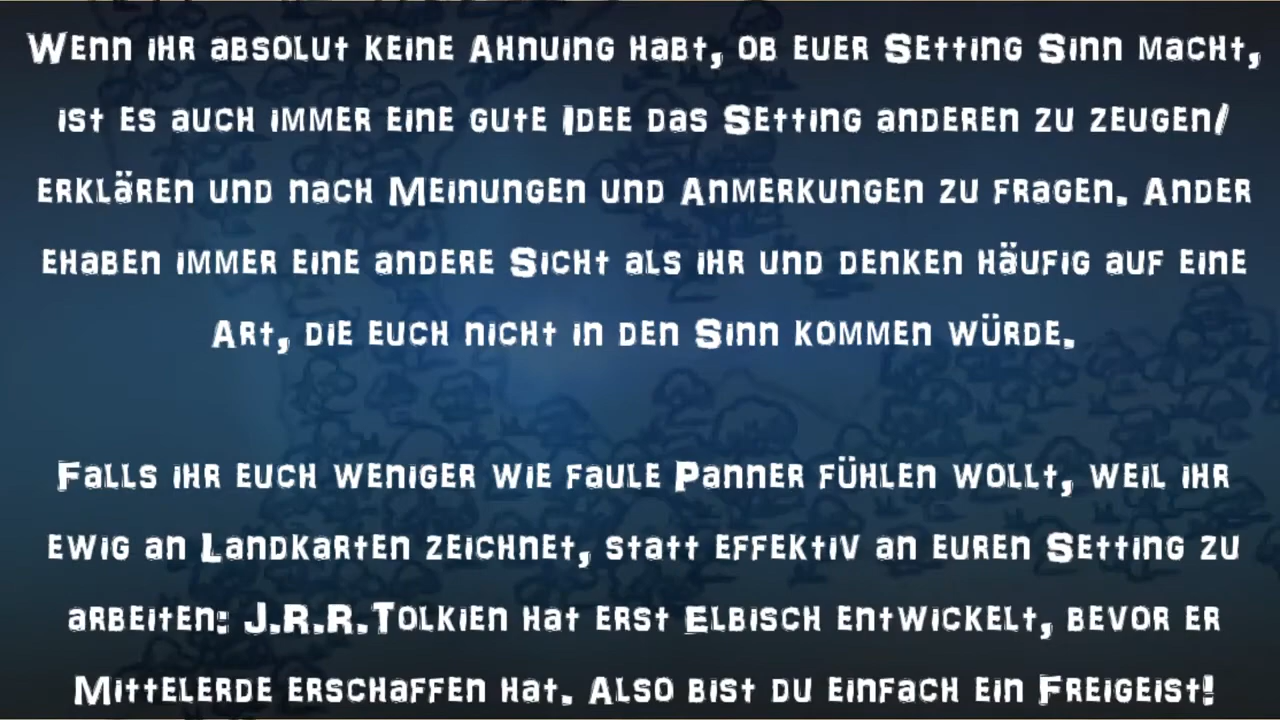 Wenn ihr absolut keine Ahnuing habt, ob euer Setting Sinn macht,
ist es auch immer eine gute Idee das Setting anderen zu zeugen/
erklären und nach Meinungen und Anmerkungen zu fragen. Ander
ehaben immer eine andere Sicht als ihr und denken häufig auf eine
Art, die euch nicht in den Sinn kommen würde.
Falls ihr euch weniger wie faule Panner fühlen wollt, weil ihr
ewig an Landkarten zeichnet, statt effektiv an euren Setting zu
arbeiten: J.R.R.Tolkien hat erst Elbisch entwickelt, bevor er
Mittelerde erschaffen hat. Also bist du einfach ein Freigeist!